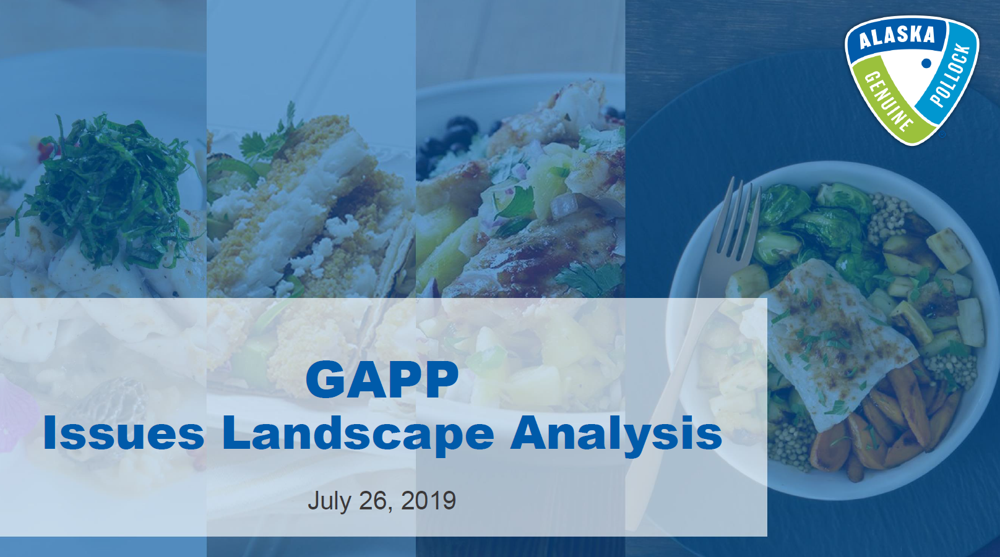 ALASKA
POLLOCK
GENUINE
GAPP
Issues Landscape Analysis
July 26, 2019